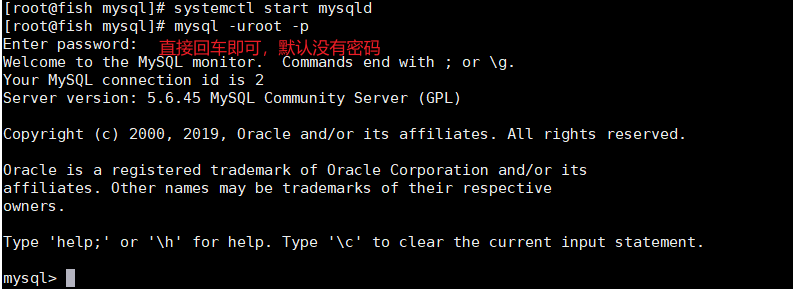 [root@fish mysql]# systemctl start mysqld
[root@fish mysql]# mysql -uroot -p
Enter password: 直接回车即可，默认没有密码
Welcome to the MySQL monitor.  Commands end with ; or \g.
Your MySQL connection id is 2
Server version: 5.6.45 MySQL Community Server (GPL)
Copyright (c) 2000, 2019, Oracle and/or its affiliates. All rights reserved.
Oracle is a registered trademark of Oracle Corporation and/or its
affiliates. Other names may be trademarks of their respective
owners.
Type 'help;' or '\h' for help. Type '\c' to clear the current input statement.
mysql>